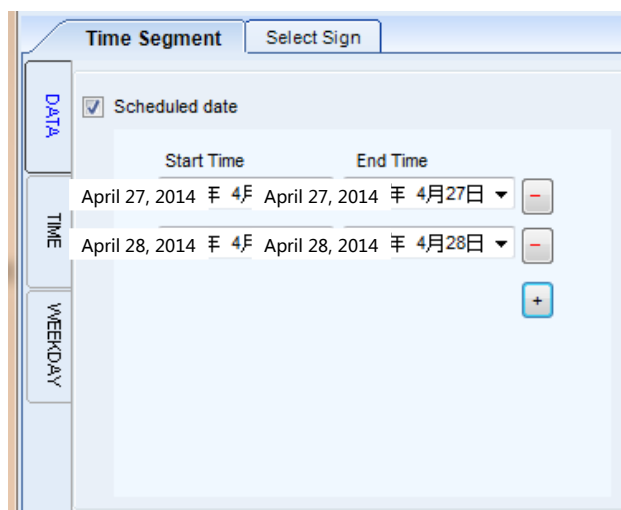 Time Segment Select Sign
DATA
Scheduled date
Start Time End Time
April 27, 2014 年 4月 April 27, 2014 年 4月27日
TIME
April 28, 2014 年 4月 April 28, 2014 年 4月28日
WEEKDAY